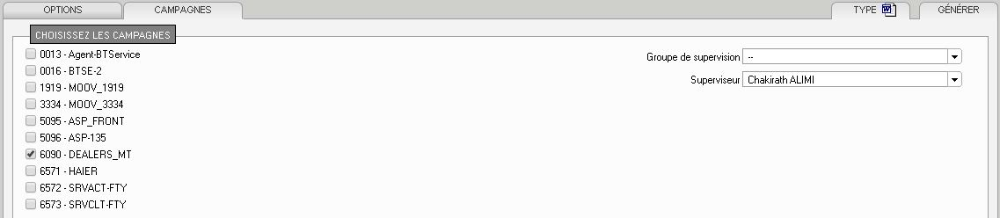 OPTIONS CAMPAGNES TYPE GÉNÉRER
CHOISISSEZ LES CAMPAGNES
0013 - Agent-BTService
0016 - BTSE-2
1919 - MOOV_1919
3334 - MOOV_3334
5095 - ASP_FRONT
5096 - ASP-135
6090 - DEALERS_MT
6571 - HAIER
6572 - SRVACT-FTY
6573 - SRVCLT-FTY
Groupe de supervision --
Superviseur Chakirath ALIMI